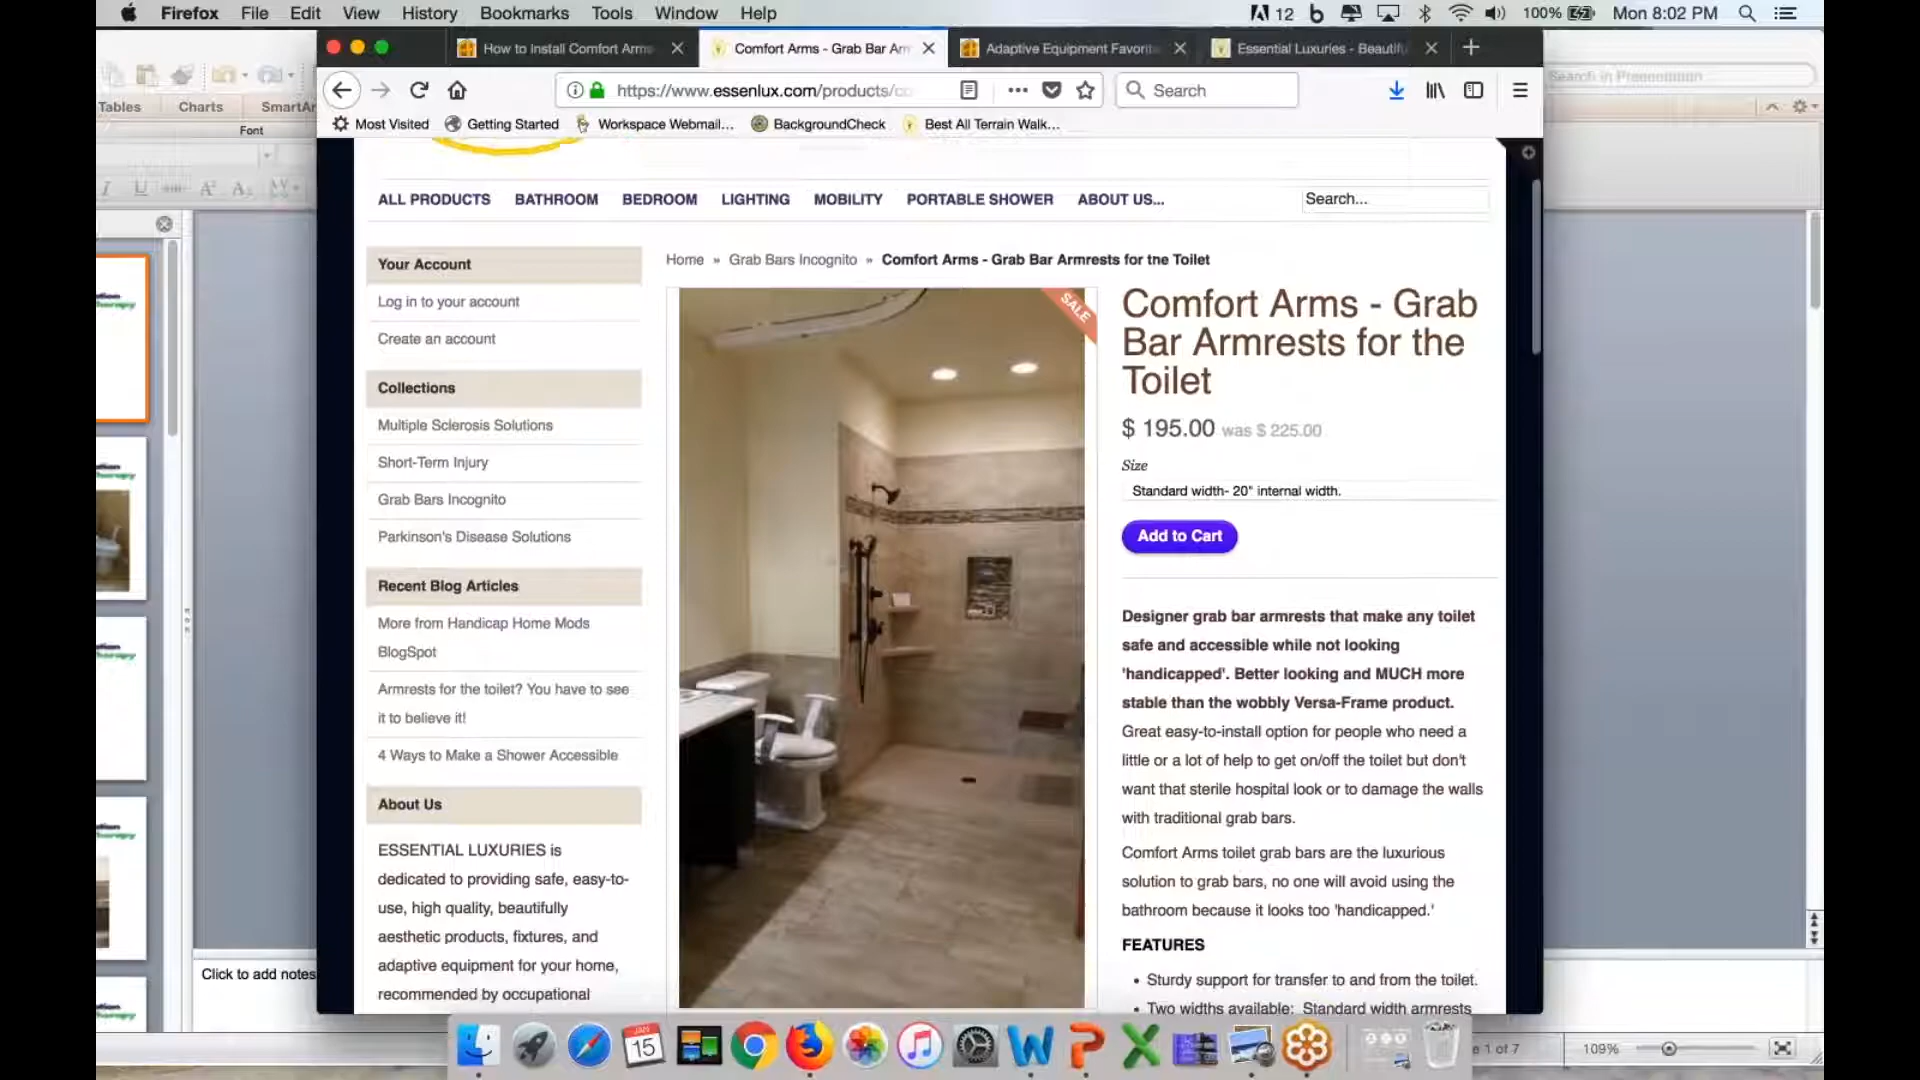 Firefox File Edit View History Bookmarks Tools Window Help 12 100% Mon 8:02 PM
How to Install Comfort Arms
Comfort Arms - Grab Bar Arm
Adaptive Equipment Favorit
Essential Luxuries - Beautifu
Search in Presentation
https://www.essenlux.com/products/co
Search
Tables Charts SmartAr
Font
Most Visited Getting Started Workspace Webmail... BackgroundCheck Best All Terrain Walk...
ALL PRODUCTS BATHROOM BEDROOM LIGHTING MOBILITY PORTABLE SHOWER ABOUT US... Search...
Your Account
Log in to your account
Create an account
Collections
Multiple Sclerosis Solutions
Short-Term Injury
Grab Bars Incognito
Parkinson's Disease Solutions
Recent Blog Articles
More from Handicap Home Mods
BlogSpot
Armrests for the toilet? You have to see
it to believe it!
4 Ways to Make a Shower Accessible
About Us
ESSENTIAL LUXURIES is
dedicated to providing safe, easy-to-
use, high quality, beautifully
aesthetic products, fixtures, and
adaptive equipment for your home,
recommended by occupational
Home » Grab Bars Incognito » Comfort Arms - Grab Bar Armrests for the Toilet
SALE
Comfort Arms - Grab
Bar Armrests for the
Toilet
$ 195.00 was $ 225.00
Size
Standard width- 20" internal width.
Add to Cart
Designer grab bar armrests that make any toilet
safe and accessible while not looking
'handicapped'. Better looking and MUCH more
stable than the wobbly Versa-Frame product.
Great easy-to-install option for people who need a
little or a lot of help to get on/off the toilet but don't
want that sterile hospital look or to damage the walls
with traditional grab bars.
Comfort Arms toilet grab bars are the luxurious
solution to grab bars, no one will avoid using the
bathroom because it looks too 'handicapped.'
FEATURES
• Sturdy support for transfer to and from the toilet.
• Two widths available: Standard width armrests
Click to add notes
JAN
15
1 of 7
109%